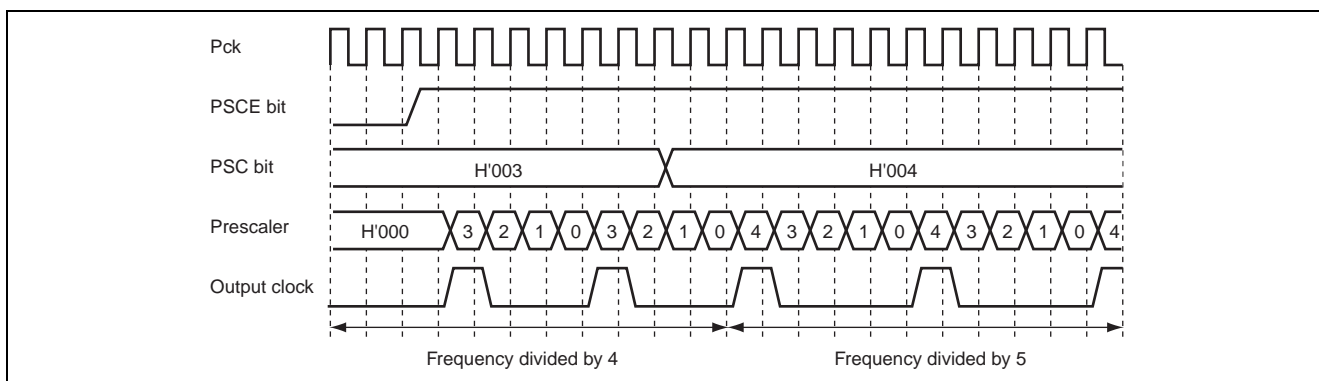 Pck
PSCE bit
PSC bit
H'003
H'004
Prescaler
H'000 3 2 1 0 3 2 1 0 4 3 2 1 0 4 3 2 1 0 4
Output clock
Frequency divided by 4
Frequency divided by 5